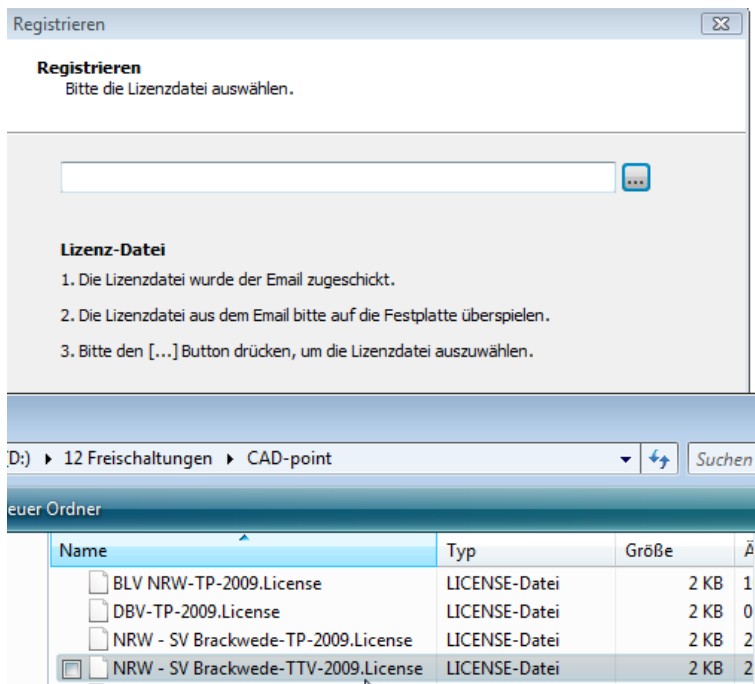 Registrieren
Registrieren
Bitte die Lizenzdatei auswählen.
...
Lizenz-Datei
1. Die Lizenzdatei wurde der Email zugeschickt.
2. Die Lizenzdatei aus dem Email bitte auf die Festplatte überspielen.
3. Bitte den [...] Button drücken, um die Lizenzdatei auszuwählen.
(D:) 12 Freischaltungen CAD-point Suchen
euer Ordner
Name Typ Größe Ä
BLV NRW-TP-2009.License LICENSE-Datei 2 KB 1
DBV-TP-2009.License LICENSE-Datei 2 KB 0
NRW - SV Brackwede-TP-2009.License LICENSE-Datei 2 KB 2
NRW - SV Brackwede-TTV-2009.License LICENSE-Datei 2 KB 2